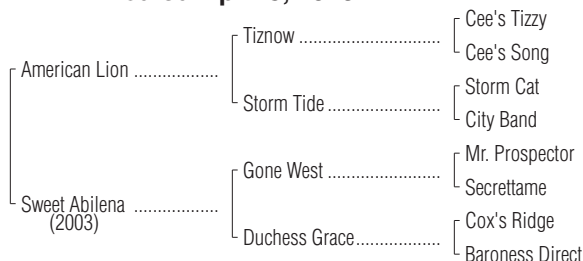 Cee's Tizzy
Tiznow
Cee's Song
American Lion
Storm Cat
Storm Tide
City Band
Mr. Prospector
Gone West
Secrettame
Sweet Abilena
(2003)
Cox's Ridge
Duchess Grace
Baroness Direct